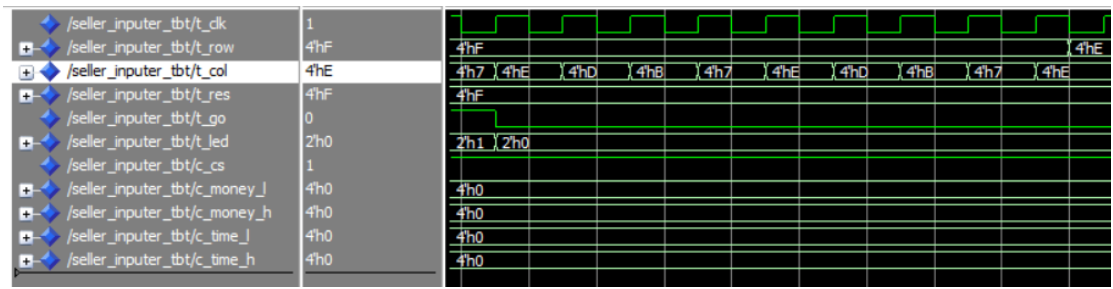 /seller_inputer_tbt/t_clk 1
/seller_inputer_tbt/t_row 4'hF 4'hF 4'hE
/seller_inputer_tbt/t_col 4'hE 4'h7 4'hE 4'hD 4'hB 4'h7 4'hE 4'hD 4'hB 4'h7 4'hE
/seller_inputer_tbt/t_res 4'hF 4'hF
/seller_inputer_tbt/t_go 0
/seller_inputer_tbt/t_led 2'h0 2'h1 2'h0
/seller_inputer_tbt/c_cs 1
/seller_inputer_tbt/c_money_l 4'h0 4'h0
/seller_inputer_tbt/c_money_h 4'h0 4'h0
/seller_inputer_tbt/c_time_l 4'h0 4'h0
/seller_inputer_tbt/c_time_h 4'h0 4'h0